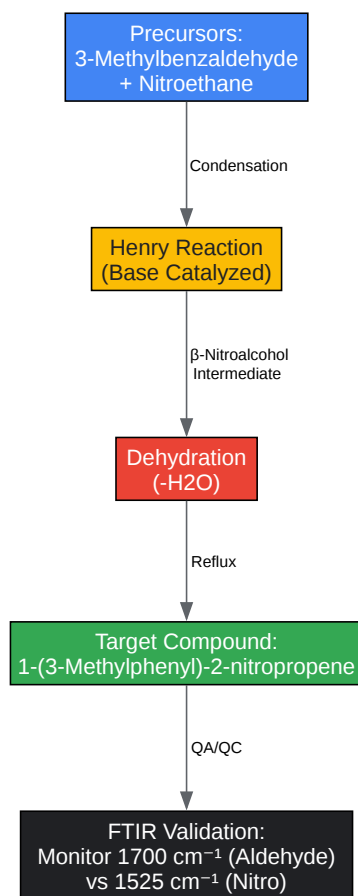 Precursors:
3-Methylbenzaldehyde
+ Nitroethane
Condensation
Henry Reaction
(Base Catalyzed)
β-Nitroalcohol
Intermediate
Dehydration
(-H2O)
Reflux
Target Compound:
1-(3-Methylphenyl)-2-nitropropene
QA/QC
FTIR Validation:
Monitor 1700 cm⁻¹ (Aldehyde)
vs 1525 cm⁻¹ (Nitro)